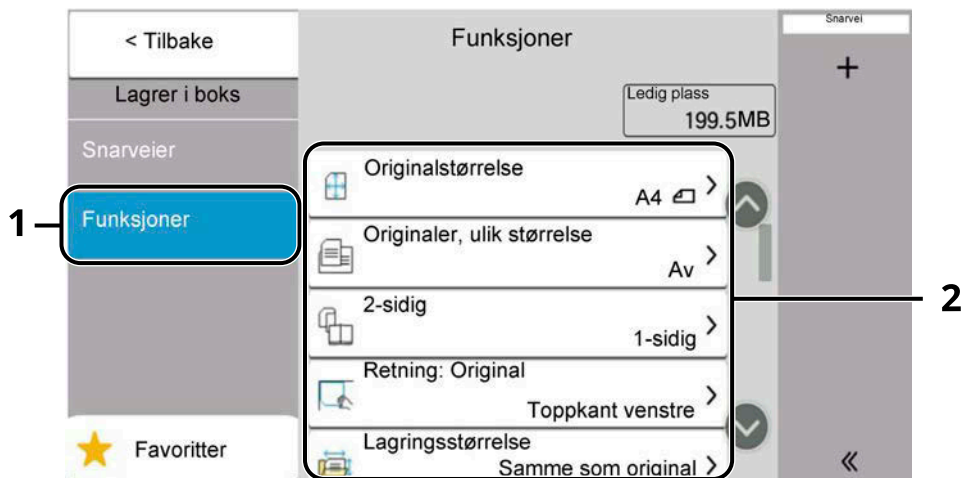 < Tilbake
Funksjoner
Snarvei
+
Lagrer i boks
Ledig plass
199.5MB
Snarveier
Originalstørrelse
A4
1
Funksjoner
Originaler, ulik størrelse
Av
2-sidig
1-sidig
2
Retning: Original
Toppkant venstre
Favoritter
Lagringsstørrelse
Samme som original
«